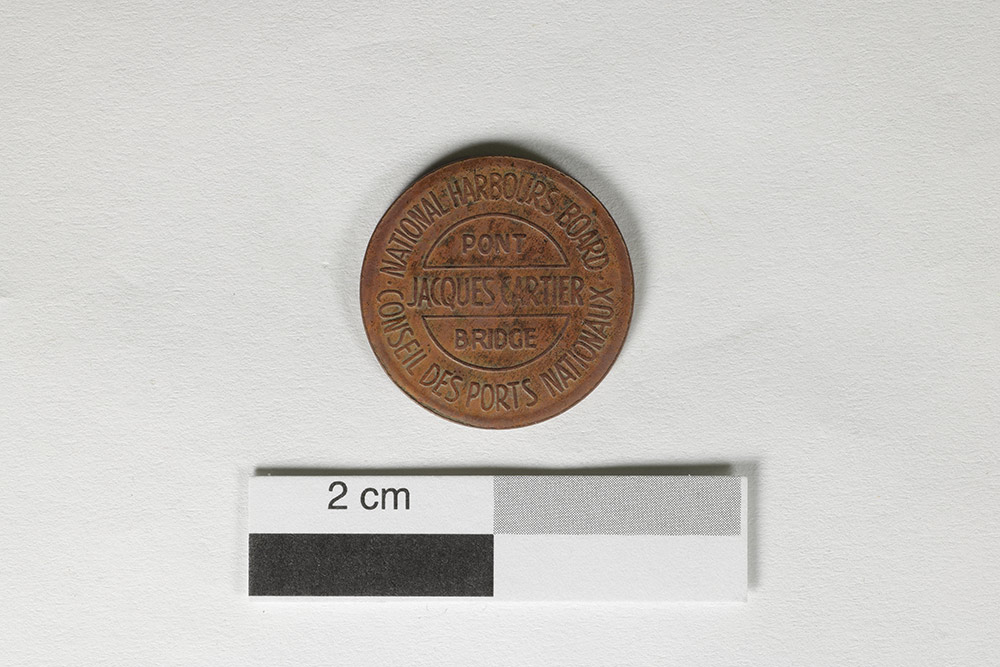 · NATIONAL HARBOURS BOARD ·
PONT
JACQUES CARTIER
BRIDGE
CONSEIL DES PORTS NATIONAUX
2 cm